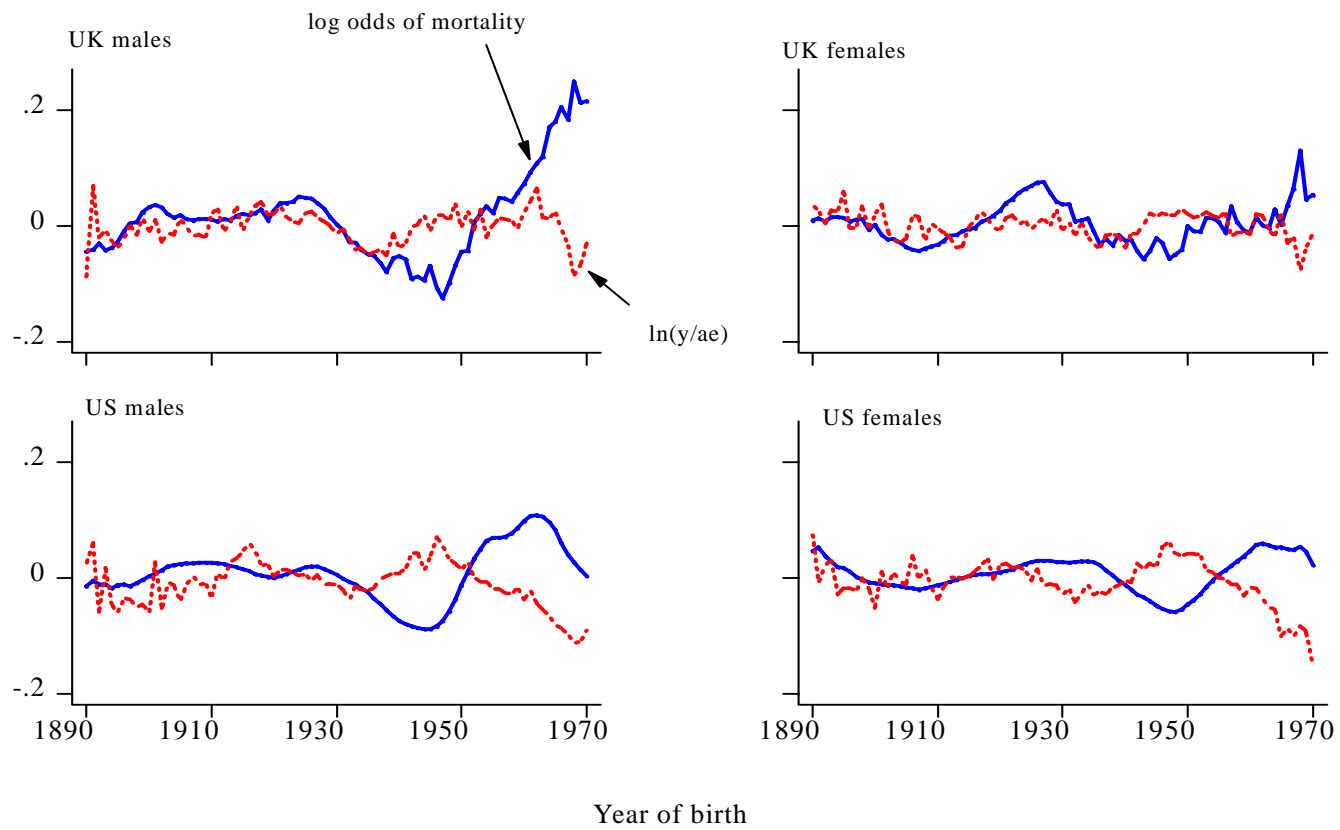 log odds of mortality
UK males
UK females
.2
0
-.2
ln(y/ae)
US males
US females
.2
0
-.2
1890 1910 1930 1950 1970
1890 1910 1930 1950 1970
Year of birth